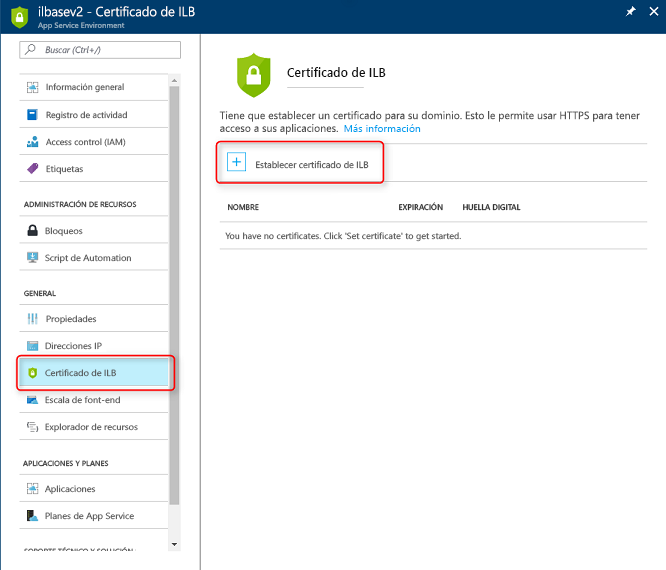 ilbasev2 - Certificado de ILB
App Service Environment
Buscar (Ctrl+/)
Información general
Registro de actividad
Access control (IAM)
Etiquetas
ADMINISTRACIÓN DE RECURSOS
Bloqueos
Script de Automation
GENERAL
Propiedades
Direcciones IP
Certificado de ILB
Escala de font-end
Explorador de recursos
APLICACIONES Y PLANES
Aplicaciones
Planes de App Service
SOPORTE TÉCNICO Y SOLUCIÓN
Certificado de ILB
Tiene que establecer un certificado para su dominio. Esto le permite usar HTTPS para tener
acceso a sus aplicaciones. Más información
Establecer certificado de ILB
NOMBRE EXPIRACIÓN HUELLA DIGITAL
You have no certificates. Click 'Set certificate' to get started.